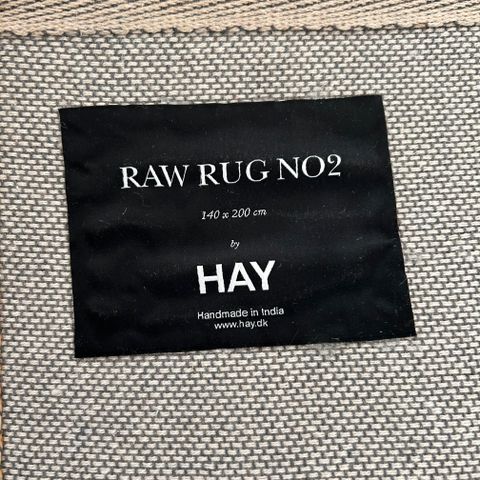 RAW RUG NO2
140 x 200 cm
by
HAY
Handmade in India
www.hay.dk